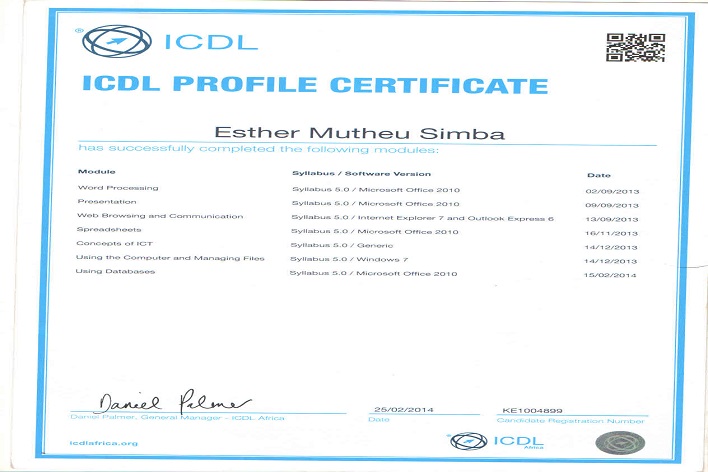 ® ICDL
ICDL PROFILE CERTIFICATE
Esther Mutheu Simba
has successfully completed the following modules:
Module Syllabus / Software Version Date
Word Processing Syllabus 5.0 / Microsoft Office 2010 02/09/2013
Presentation Syllabus 5.0 / Microsoft Office 2010 09/09/2013
Web Browsing and Communication Syllabus 5.0 / Internet Explorer 7 and Outlook Express 6 13/09/2013
Spreadsheets Syllabus 5.0 / Microsoft Office 2010 16/11/2013
Concepts of ICT Syllabus 5.0 / Generic 14/12/2013
Using the Computer and Managing Files Syllabus 5.0 / Windows 7 14/12/2013
Using Databases Syllabus 5.0 / Microsoft Office 2010 15/02/2014
Daniel Palmer 25/02/2014 KE1004899
Daniel Palmer, General Manager - ICDL Africa Date Candidate Registration Number
icdlafrica.org ® ICDL
Africa